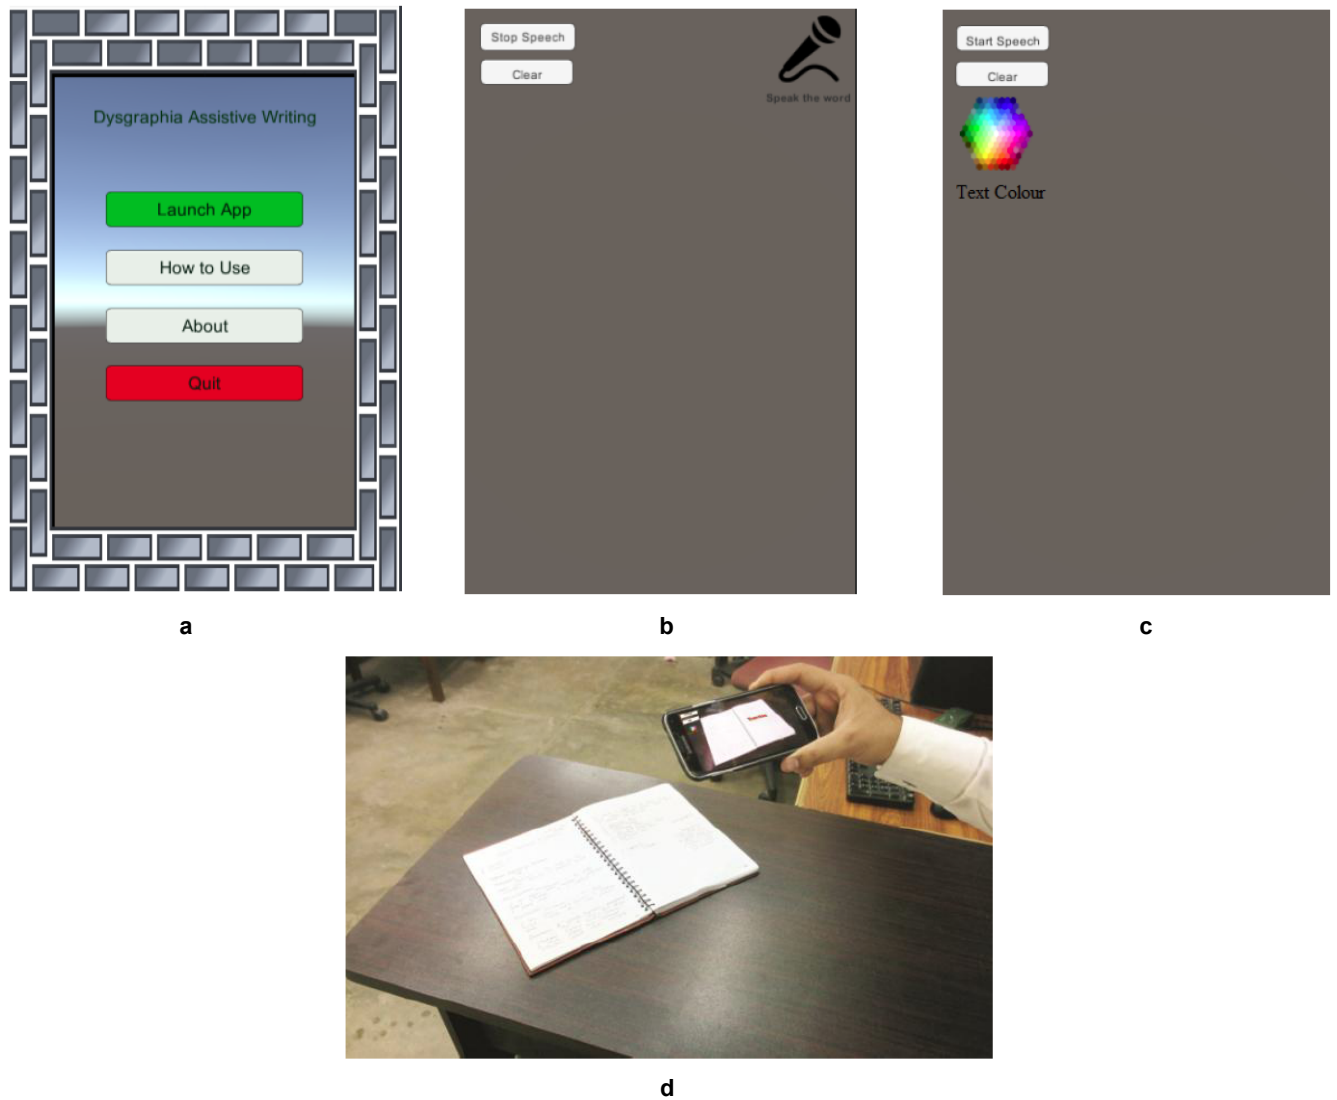 Dysgraphia Assistive Writing
Launch App
How to Use
About
Quit
a
Stop Speech
Clear
Speak the word
b
Start Speech
Clear
Text Colour
c
d